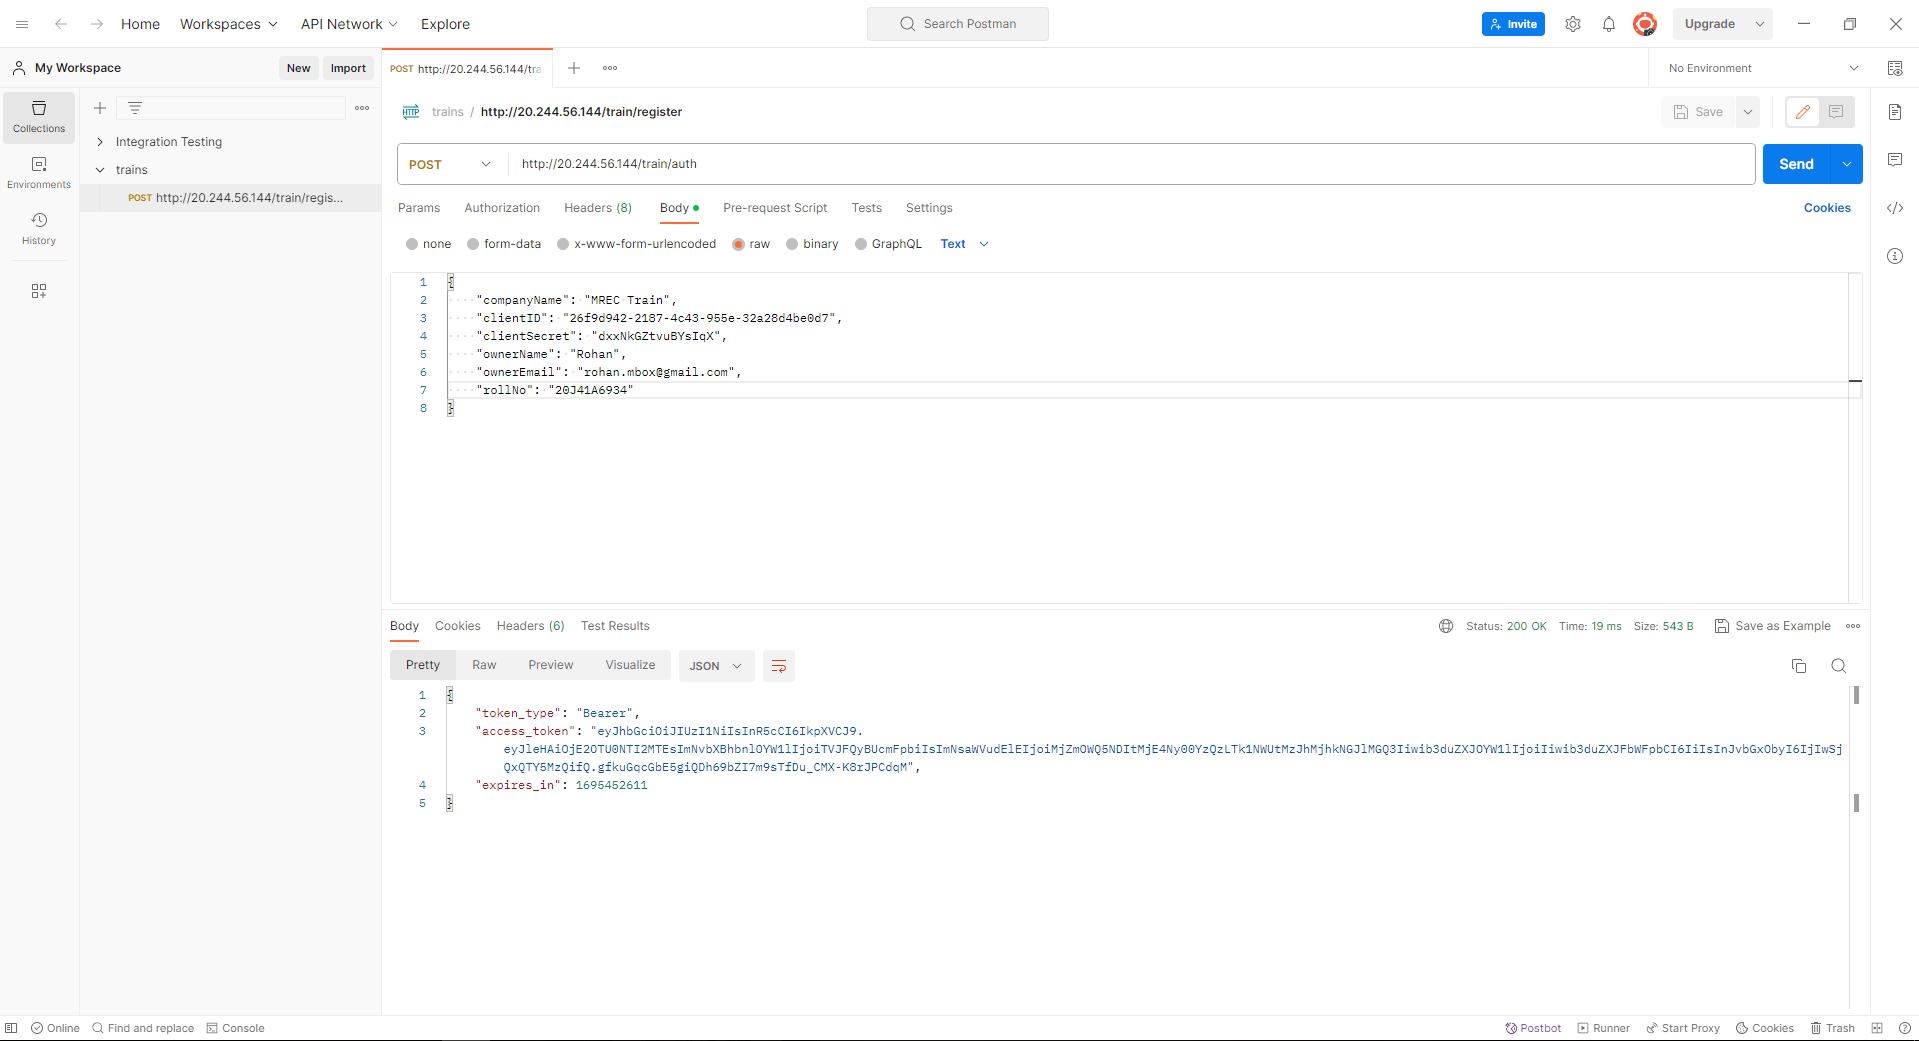 Home Workspaces API Network Explore Search Postman Invite Upgrade
My Workspace New Import POST http://20.244.56.144/tra No Environment
Collections
Environments
History
Integration Testing
trains
POST http://20.244.56.144/train/regis...
HTTP trains / http://20.244.56.144/train/register Save
POST http://20.244.56.144/train/auth Send
Params Authorization Headers (8) Body Pre-request Script Tests Settings Cookies
none form-data x-www-form-urlencoded raw binary GraphQL Text
1 {
2 "companyName": "MREC Train",
3 "clientID": "26f9d942-2187-4c43-955e-32a28d4be0d7",
4 "clientSecret": "dxxNkGZtvuBYsIqX",
5 "ownerName": "Rohan",
6 "ownerEmail": "rohan.mbox@gmail.com",
7 "rollNo": "20J41A6934"
8 }
Body Cookies Headers (6) Test Results Status: 200 OK Time: 19 ms Size: 543 B Save as Example
Pretty Raw Preview Visualize JSON
1 {
2 "token_type": "Bearer",
3 "access_token": "eyJhbGciOiJIUzI1NiIsInR5cCI6IkpXVCJ9.
eyJleHAiOjE2OTU0NTI2MTEsImNvbXBhbnlOYW1lIjoiTVJFQyBUcmFpbiIsImNsaWVudElEIjoiMjZmOWQ5NDItMjE4Ny00YzQzLTk1NWUtMzJhMjhkNGJlMGQ3Iiwib3duZXJOYW1lIjoiIiwib3duZXJFbWFpbCI6IiIsInJvbGxObyI6IjIwSj
QxQTY5MzQifQ.gfkuGqcGbE5giQDh69bZI7m9sTfDu_CMX-K8rJPCdqM",
4 "expires_in": 1695452611
5 }
Online Find and replace Console Postbot Runner Start Proxy Cookies Trash